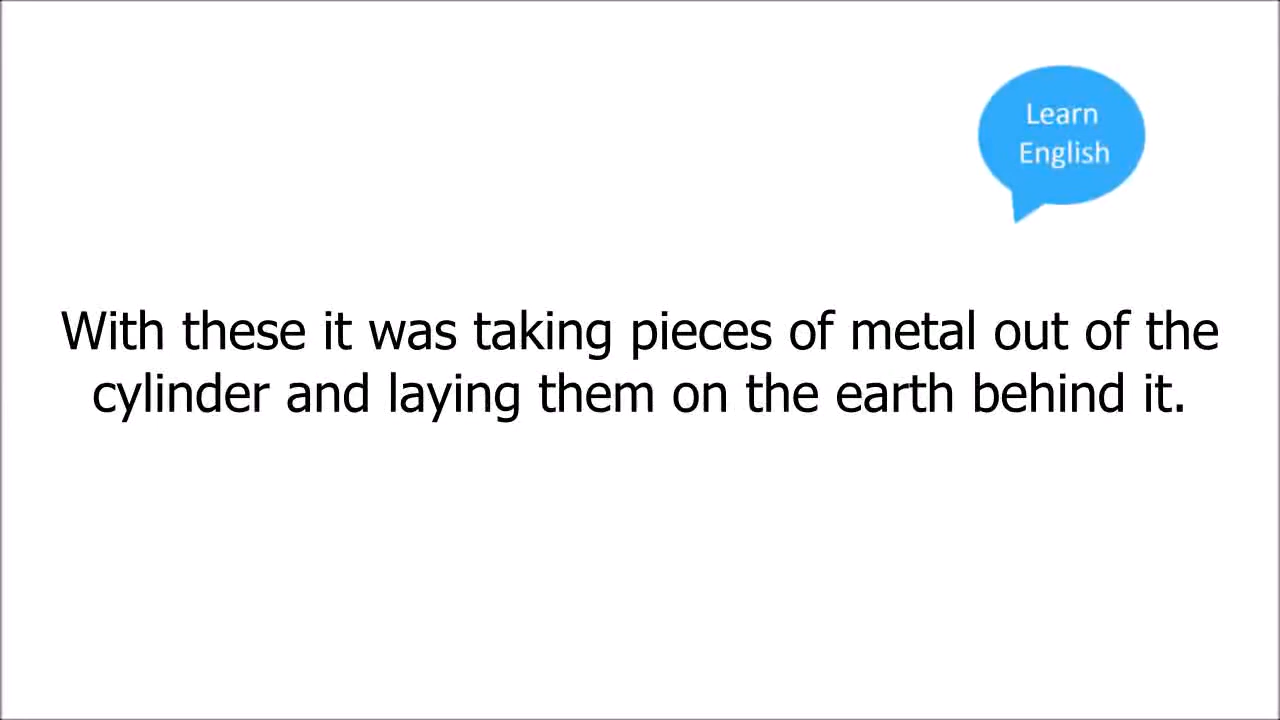 Learn
English
With these it was taking pieces of metal out of the
cylinder and laying them on the earth behind it.